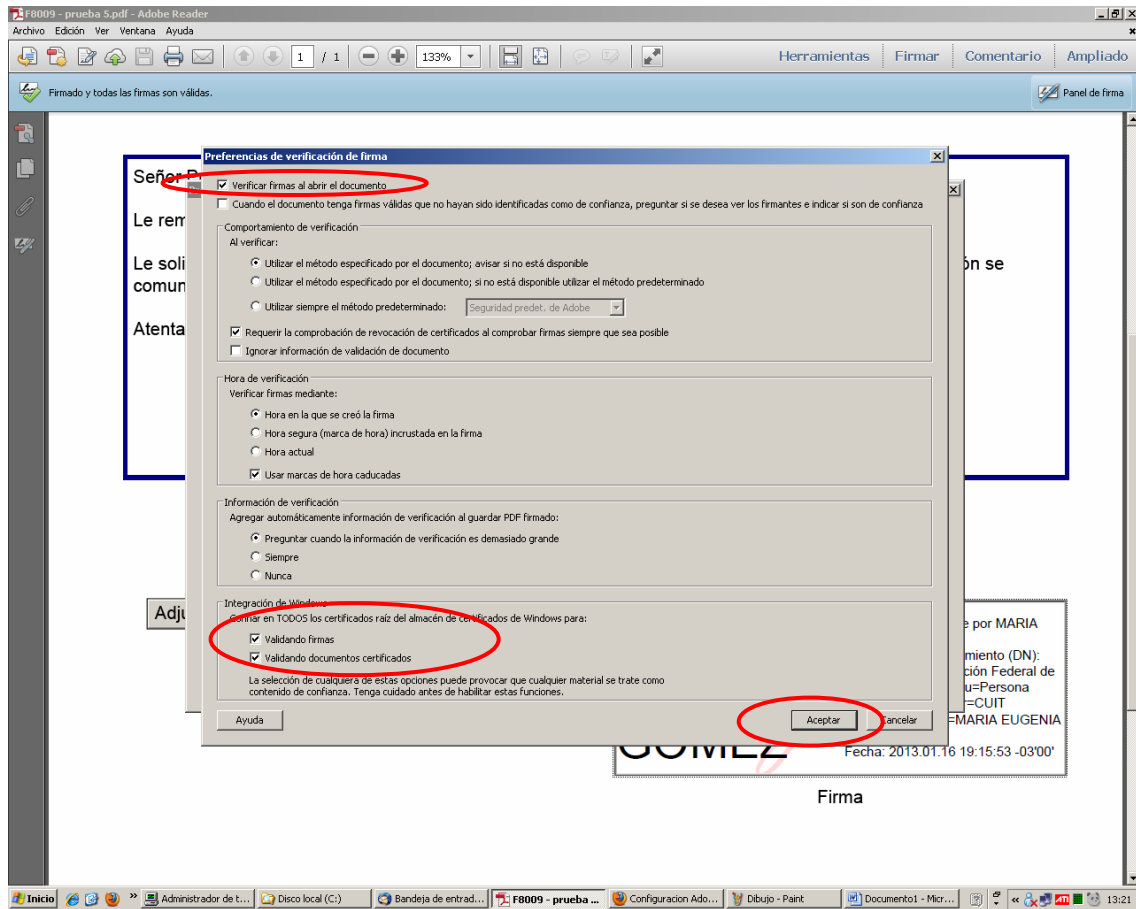 F8009 - prueba 5.pdf - Adobe Reader
Archivo Edición Ver Ventana Ayuda
1 / 1 133% Herramientas Firmar Comentario Ampliado
Firmado y todas las firmas son válidas. Panel de firma
Señor
Le rem
Le soli
comun
Atenta
ón se
Preferencias de verificación de firma
Verificar firmas al abrir el documento
Cuando el documento tenga firmas válidas que no hayan sido identificadas como de confianza, preguntar si se desea ver los firmantes e indicar si son de confianza
Comportamiento de verificación
Al verificar:
Utilizar el método especificado por el documento; avisar si no está disponible
Utilizar el método especificado por el documento; si no está disponible utilizar el método predeterminado
Utilizar siempre el método predeterminado: Seguridad predet. de Adobe
Requerir la comprobación de revocación de certificados al comprobar firmas siempre que sea posible
Ignorar información de validación de documento
Hora de verificación
Verificar firmas mediante:
Hora en la que se creó la firma
Hora segura (marca de hora) incrustada en la firma
Hora actual
Usar marcas de hora caducadas
Información de verificación
Agregar automáticamente información de verificación al guardar PDF firmado:
Preguntar cuando la información de verificación es demasiado grande
Siempre
Nunca
Integración de Windows
Confiar en TODOS los certificados raíz del almacén de certificados de Windows para:
Validando firmas
Validando documentos certificados
La selección de cualquiera de estas opciones puede provocar que cualquier material se trate como
contenido de confianza. Tenga cuidado antes de habilitar estas funciones.
Ayuda Aceptar Cancelar
Adju
e por MARIA
miento (DN):
ción Federal de
u=Persona
r=CUIT
=MARIA EUGENIA
GOMEZ
Fecha: 2013.01.16 19:15:53 -03'00'
Firma
Inicio Administrador de t... Disco local (C:) Bandeja de entrad... F8009 - prueba ... Configuracion Ado... Dibujo - Paint Documento1 - Micr... 13:21